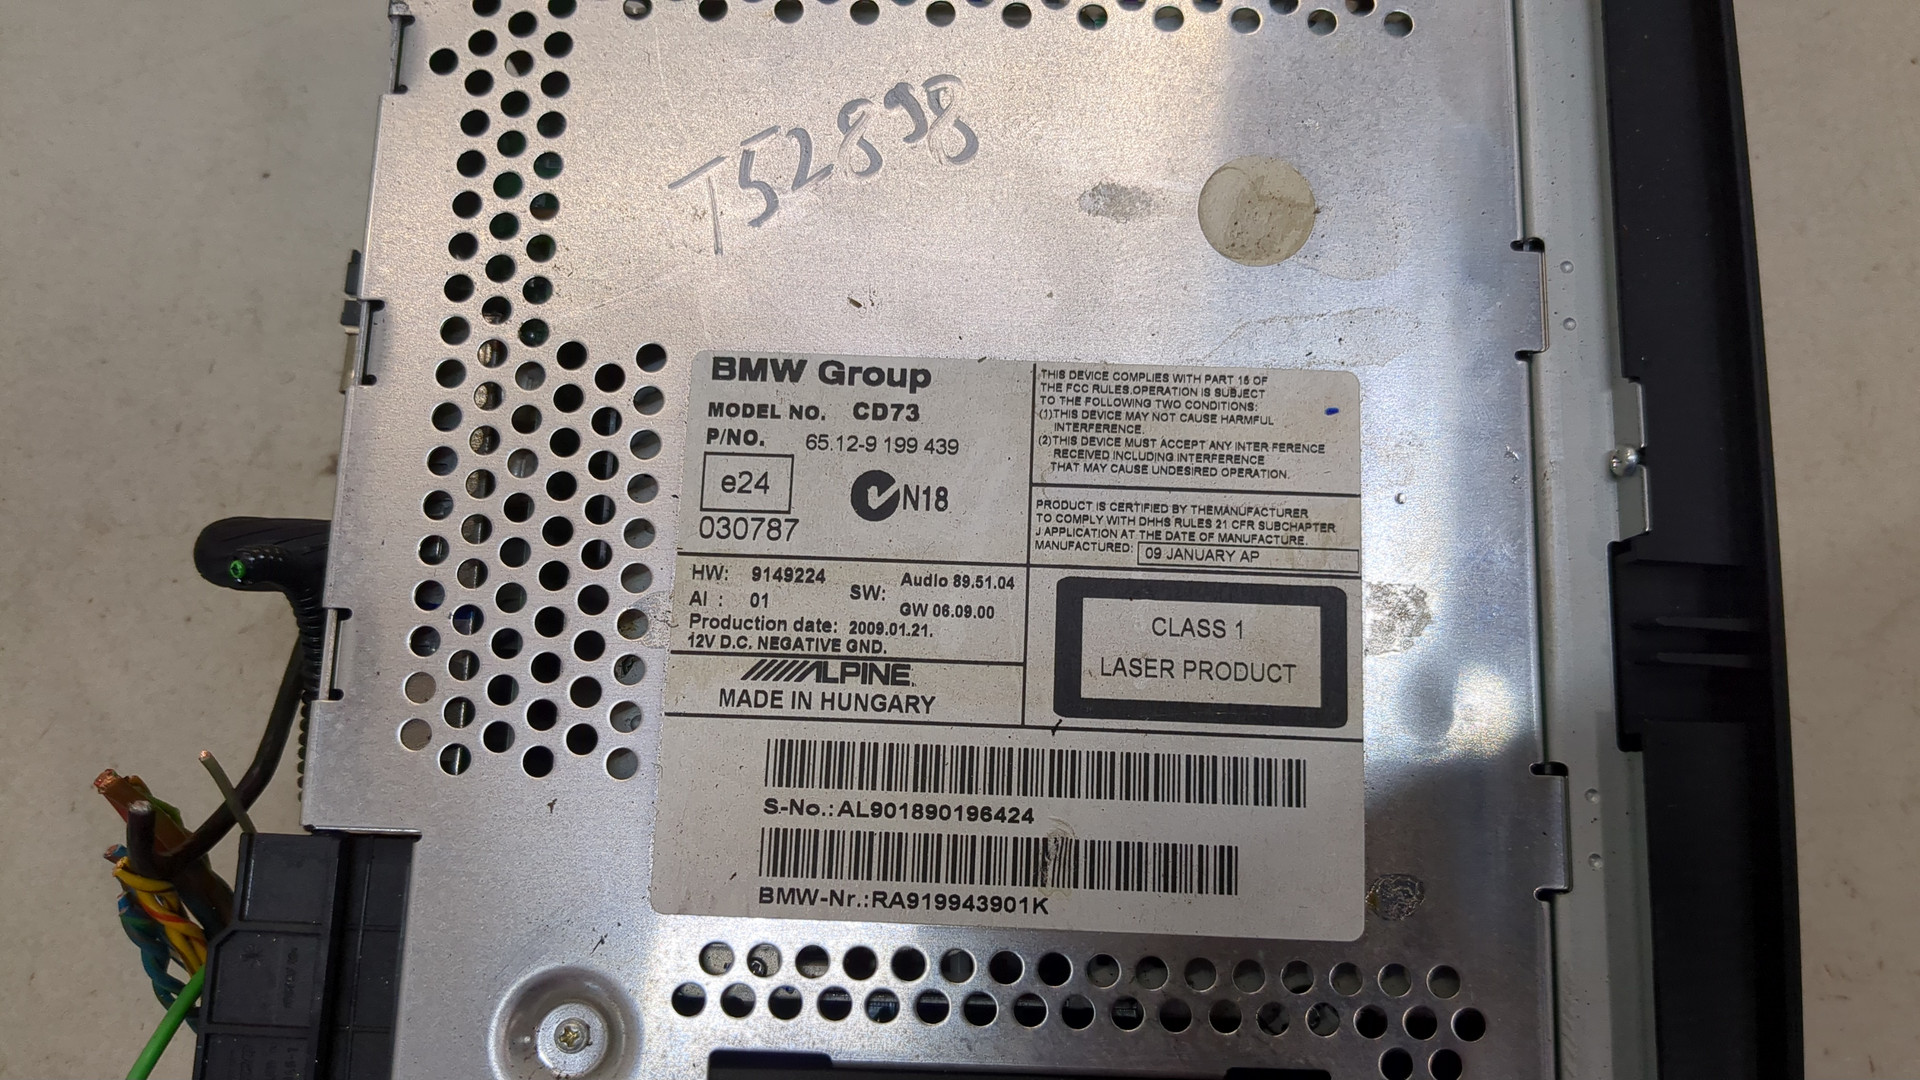 T52898
BMW Group
MODEL NO. CD73
P/NO. 65.12-9 199 439
e24
N18
030787
THIS DEVICE COMPLIES WITH PART 15 OF
THE FCC RULES.OPERATION IS SUBJECT
TO THE FOLLOWING TWO CONDITIONS:
(1)THIS DEVICE MAY NOT CAUSE HARMFUL
INTERFERENCE.
(2)THIS DEVICE MUST ACCEPT ANY INTER FERENCE
RECEIVED INCLUDING INTERFERENCE
THAT MAY CAUSE UNDESIRED OPERATION.
PRODUCT IS CERTIFIED BY THEMANUFACTURER
TO COMPLY WITH DHHS RULES 21 CFR SUBCHAPTER
J APPLICATION AT THE DATE OF MANUFACTURE.
MANUFACTURED: 09 JANUARY AP
HW: 9149224 SW: Audio 89.51.04
AI : 01 GW 06.09.00
Production date: 2009.01.21.
12V D.C. NEGATIVE GND.
ALPINE
MADE IN HUNGARY
CLASS 1
LASER PRODUCT
S-No.:AL901890196424
BMW-Nr.:RA919943901K